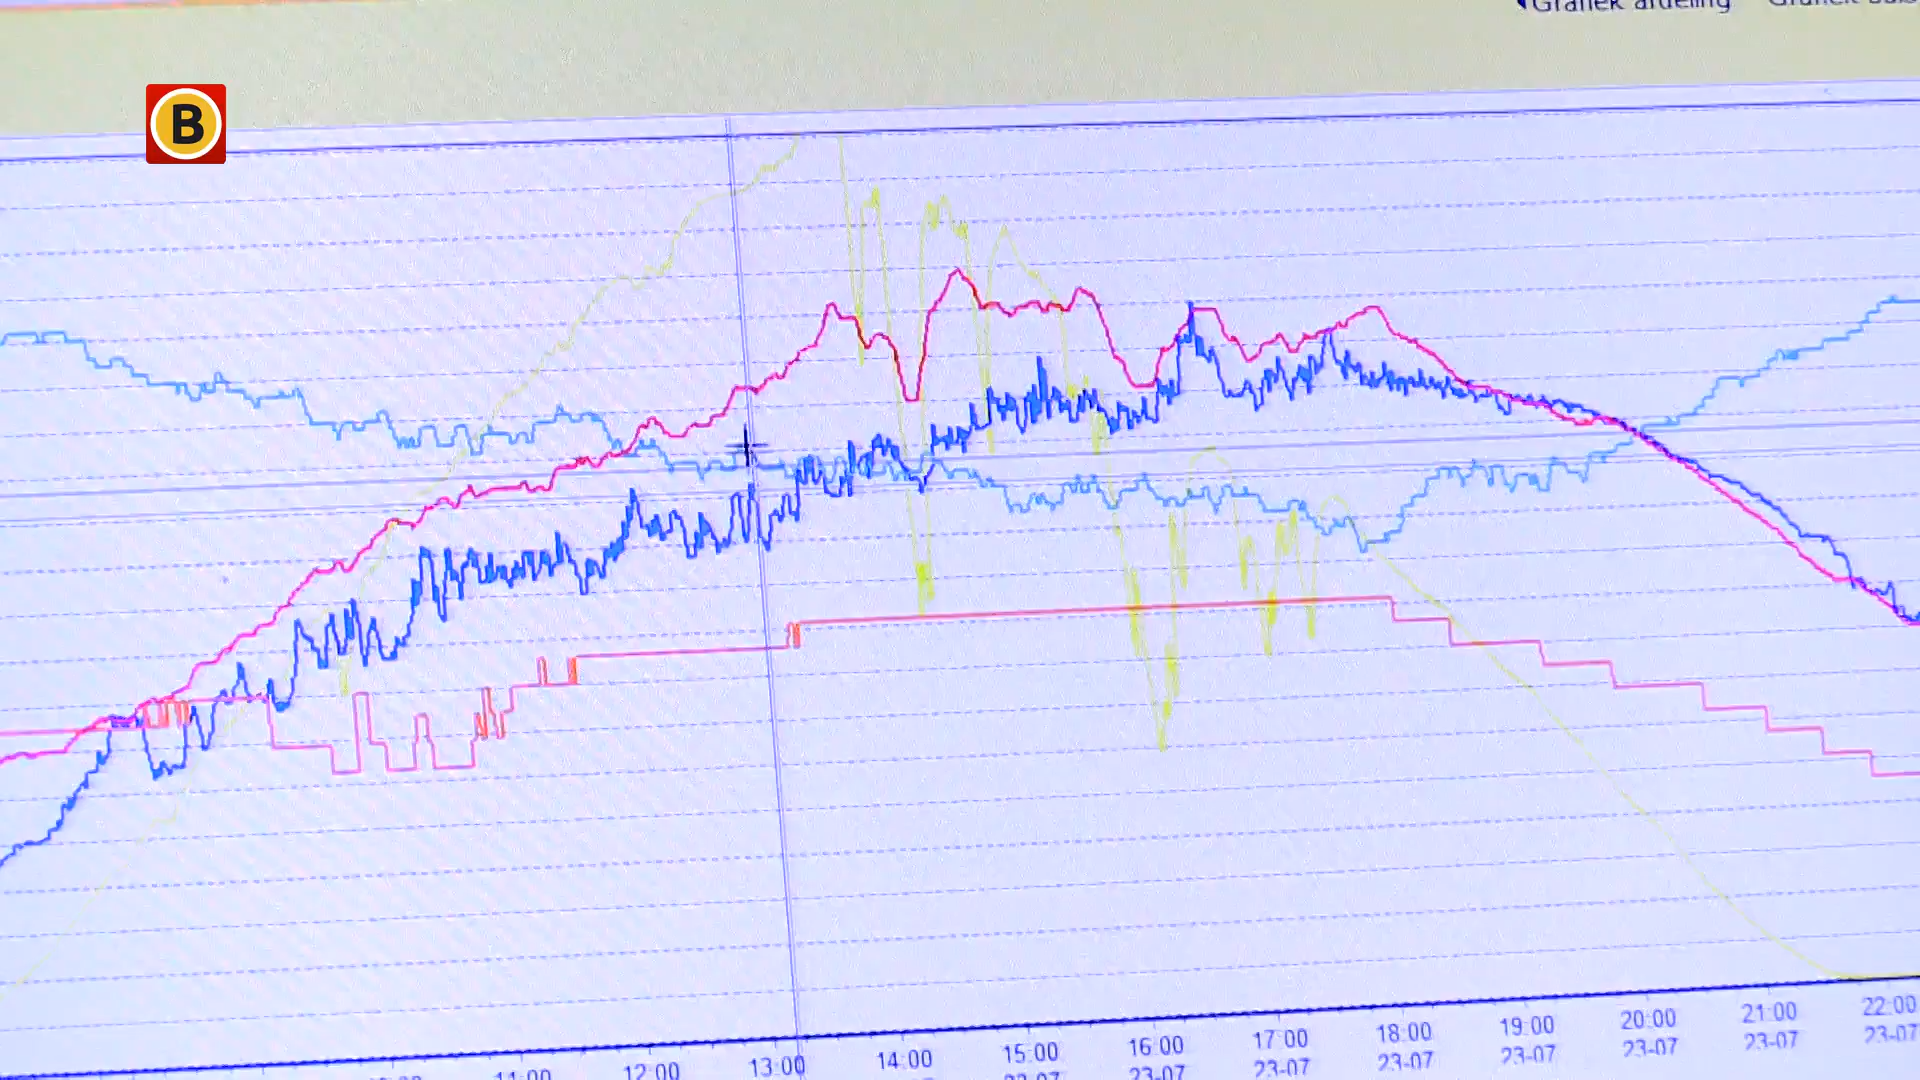 Grafiek afdeling
B
11:00 12:00 13:00 14:00 15:00 16:00 17:00 18:00 19:00 20:00 21:00 22:00
23-07 23-07 23-07 23-07 23-07 23-07 23-07 23-07